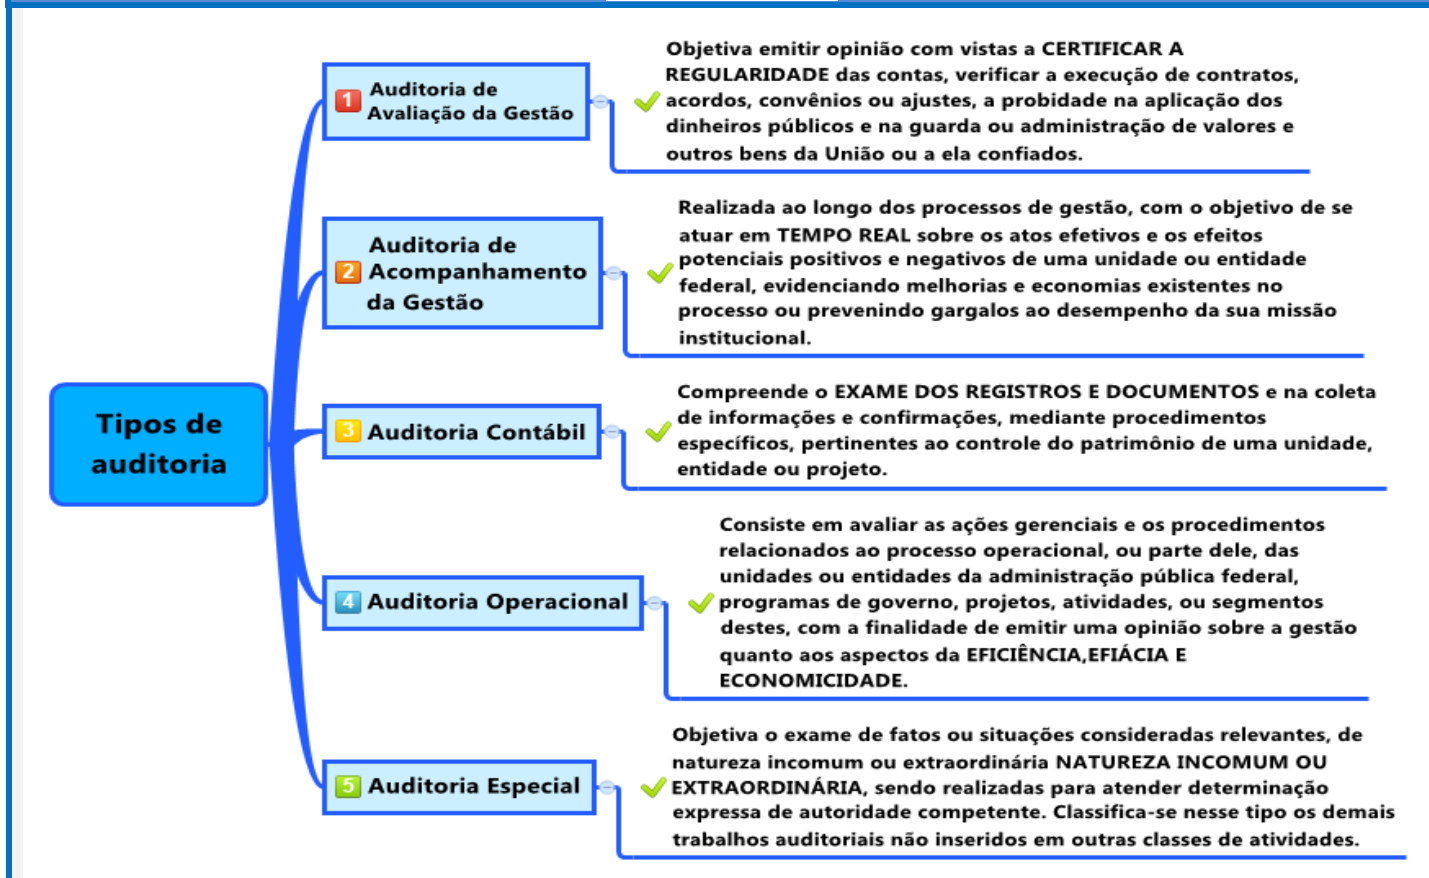 Tipos de
auditoria
1
Auditoria de
Avaliação da Gestão
Objetiva emitir opinião com vistas a CERTIFICAR A
REGULARIDADE das contas, verificar a execução de contratos,
acordos, convênios ou ajustes, a probidade na aplicação dos
dinheiros públicos e na guarda ou administração de valores e
outros bens da União ou a ela confiados.
2
Auditoria de
Acompanhamento
da Gestão
Realizada ao longo dos processos de gestão, com o objetivo de se
atuar em TEMPO REAL sobre os atos efetivos e os efeitos
potenciais positivos e negativos de uma unidade ou entidade
federal, evidenciando melhorias e economias existentes no
processo ou prevenindo gargalos ao desempenho da sua missão
institucional.
3
Auditoria Contábil
Compreende o EXAME DOS REGISTROS E DOCUMENTOS e na coleta
de informações e confirmações, mediante procedimentos
específicos, pertinentes ao controle do patrimônio de uma unidade,
entidade ou projeto.
4
Auditoria Operacional
Consiste em avaliar as ações gerenciais e os procedimentos
relacionados ao processo operacional, ou parte dele, das
unidades ou entidades da administração pública federal,
programas de governo, projetos, atividades, ou segmentos
destes, com a finalidade de emitir uma opinião sobre a gestão
quanto aos aspectos da EFICIÊNCIA,EFIÁCIA E
ECONOMICIDADE.
5
Auditoria Especial
Objetiva o exame de fatos ou situações consideradas relevantes, de
natureza incomum ou extraordinária NATUREZA INCOMUM OU
EXTRAORDINÁRIA, sendo realizadas para atender determinação
expressa de autoridade competente. Classifica-se nesse tipo os demais
trabalhos auditoriais não inseridos em outras classes de atividades.